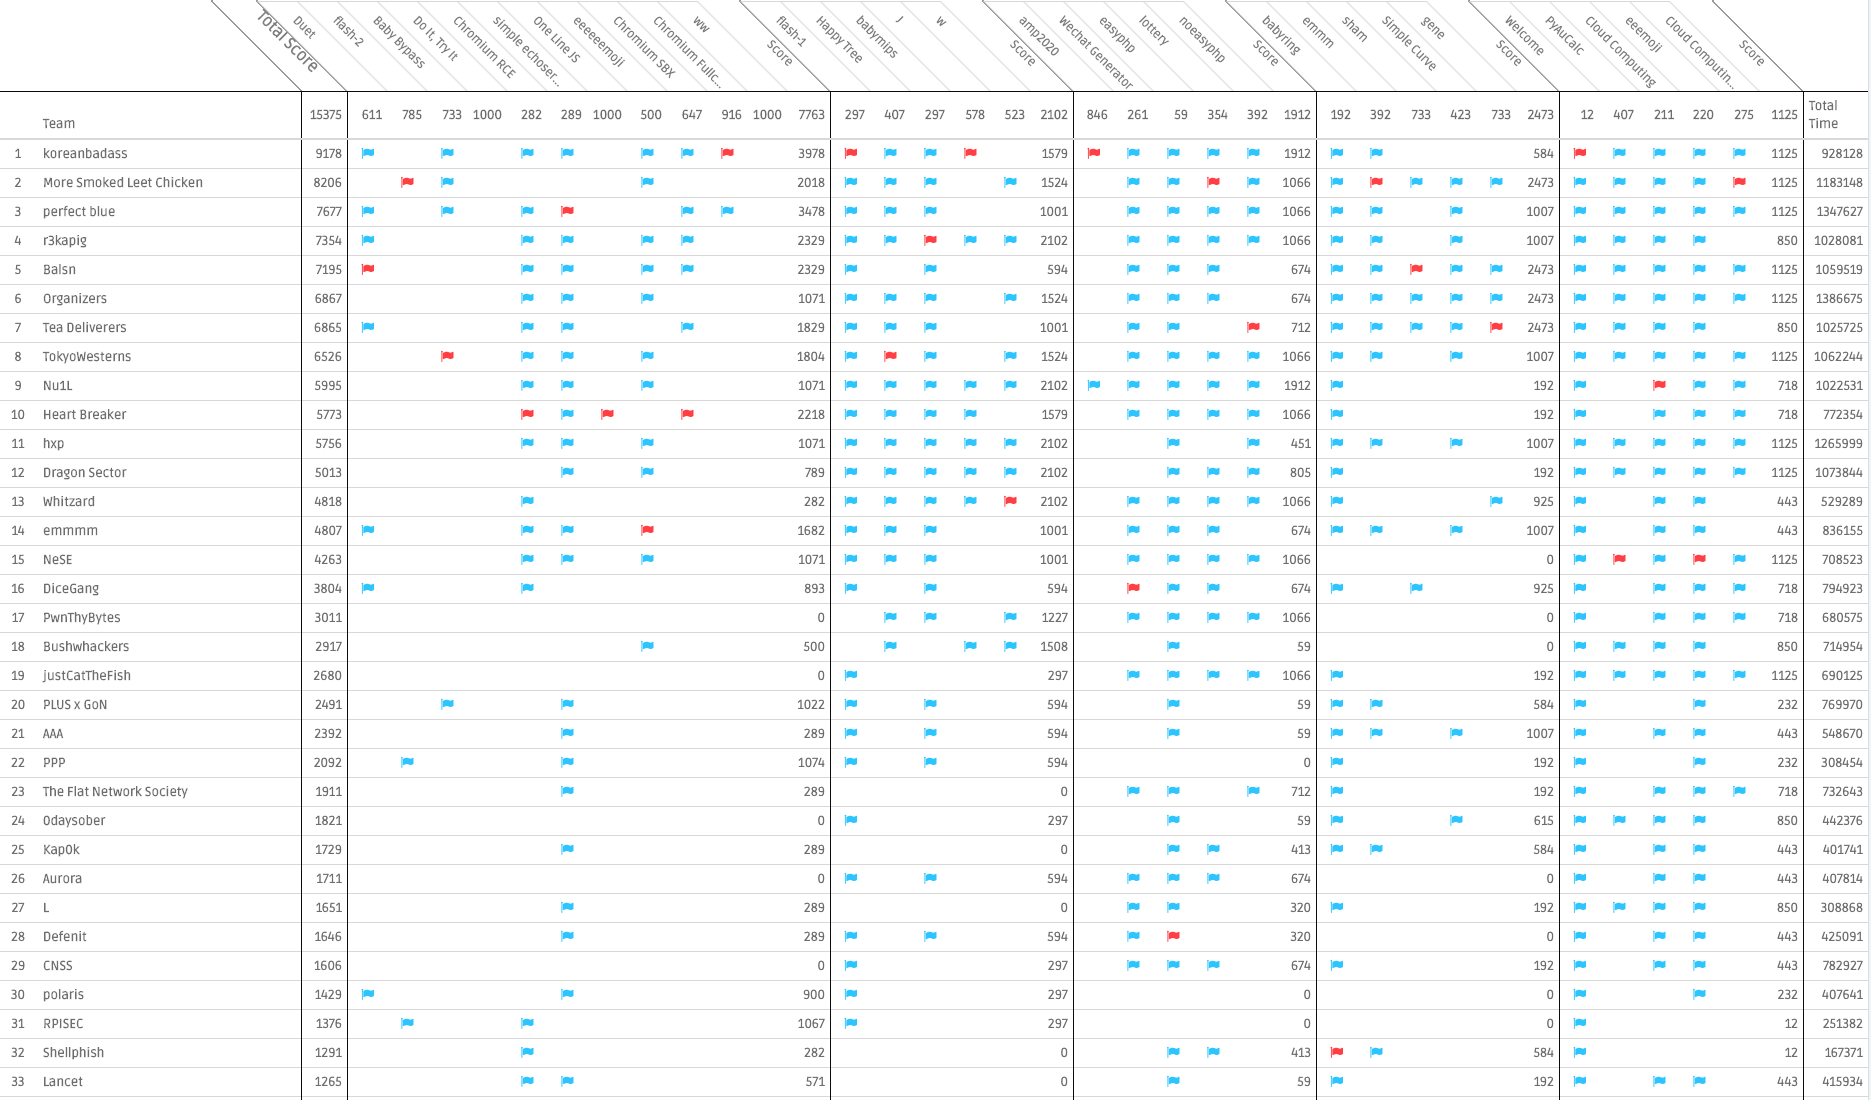 Total Score
Duet
flash-2
Baby Bypass
Do It, Try It
Chromium RCE
simple echoser...
One Line JS
eeeeeemoji
Chromium SBX
Chromium Fullc...
ww
Score
flash-1
Happy Tree
babymips
J
w
Score
amp2020
Wechat Generator
easyphp
lottery
noeasyphp
Score
babyring
emmm
sham
Simple Curve
gene
Score
Welcome
PyAuCalc
Cloud Computing
eeemoji
Cloud Computin...
Score
Team 15375 611 785 733 1000 282 289 1000 500 647 916 1000 7763 297 407 297 578 523 2102 846 261 59 354 392 1912 192 392 733 423 733 2473 12 407 211 220 275 1125 Total Time
1 koreanbadass 9178 3978 1579 1912 584 1125 928128
2 More Smoked Leet Chicken 8206 2018 1524 1066 2473 1125 1183148
3 perfect blue 7677 3478 1001 1066 1007 1125 1347627
4 r3kapig 7354 2329 2102 1066 1007 850 1028081
5 Balsn 7195 2329 594 674 2473 1125 1059519
6 Organizers 6867 1071 1524 674 2473 1125 1386675
7 Tea Deliverers 6865 1829 1001 712 2473 850 1025725
8 TokyoWesterns 6526 1804 1524 1066 1007 1125 1062244
9 Nu1L 5995 1071 2102 1912 192 718 1022531
10 Heart Breaker 5773 2218 1579 1066 192 718 772354
11 hxp 5756 1071 2102 451 1007 1125 1265999
12 Dragon Sector 5013 789 2102 805 192 1125 1073844
13 Whitzard 4818 282 2102 1066 925 443 529289
14 emmmm 4807 1682 1001 674 1007 443 836155
15 NeSE 4263 1071 1001 1066 0 1125 708523
16 DiceGang 3804 893 594 674 925 718 794923
17 PwnThyBytes 3011 0 1227 1066 0 718 680575
18 Bushwhackers 2917 500 1508 59 0 850 714954
19 justCatTheFish 2680 0 297 1066 192 1125 690125
20 PLUS x GoN 2491 1022 594 59 584 232 769970
21 AAA 2392 289 594 59 1007 443 548670
22 PPP 2092 1074 594 0 192 232 308454
23 The Flat Network Society 1911 289 0 712 192 718 732643
24 0daysober 1821 0 297 59 615 850 442376
25 Kap0k 1729 289 0 413 584 443 401741
26 Aurora 1711 0 594 674 0 443 407814
27 L 1651 289 0 320 192 850 308868
28 Defenit 1646 289 594 320 0 443 425091
29 CNSS 1606 0 297 674 192 443 782927
30 polaris 1429 900 297 0 0 232 407641
31 RPISEC 1376 1067 297 0 0 12 251382
32 Shellphish 1291 282 0 413 584 12 167371
33 Lancet 1265 571 0 59 192 443 415934